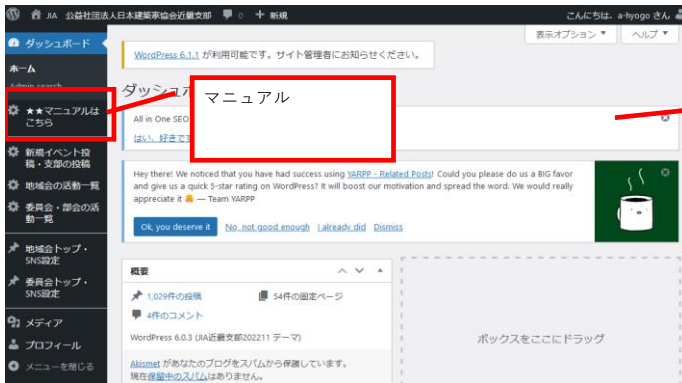 JIA 公益社団法人日本建築家協会近畿支部 0 + 新規
こんにちは、a-hyogo さん
ダッシュボード
ホーム
Admin search
★★マニュアルは
こちら
新規イベント投
稿・支部の投稿
地域会の活動一覧
委員会・部会の活
動一覧
地域会トップ・
SNS設定
委員会トップ・
SNS設定
メディア
プロフィール
メニューを閉じる
表示オプション ▼
ヘルプ ▼
WordPress 6.1.1 が利用可能です。サイト管理者にお知らせください。
ダッシュボ
マニュアル
All in One SEO
はい、好きです
Hey there! We noticed that you have had success using YARPP - Related Posts! Could you please do us a BIG favor
and give us a quick 5-star rating on WordPress? It will boost our motivation and spread the word. We would really
appreciate it — Team YARPP
Ok, you deserve it
No, not good enough
I already did
Dismiss
概要
1,029件の投稿
54件の固定ページ
4件のコメント
WordPress 6.0.3 (JIA近畿支部202211 テーマ)
Akismet があなたのブログをスパムから保護しています。
現在保留中のスパムはありません。
ボックスをここにドラッグ